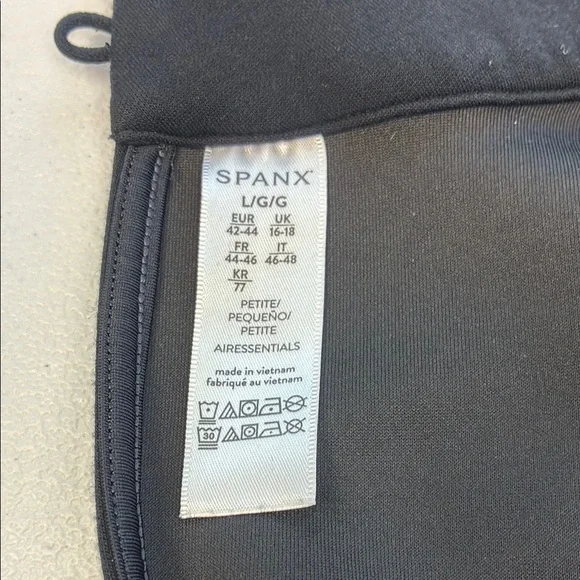 SPANX
L/G/G
EUR UK
42-44 16-18
FR IT
44-46 46-48
KR
77
PETITE/
PEQUEÑO/
PETITE
AIRESSENTIALS
made in vietnam
fabriqué au vietnam
30